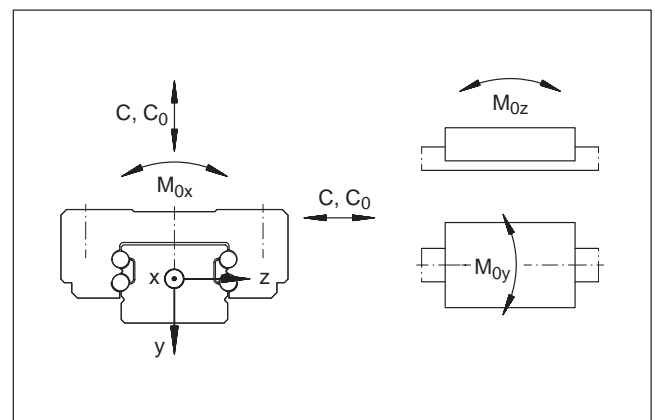 C, C₀
M₀ₓ
C, C₀
x
z
y
M0z
M0y